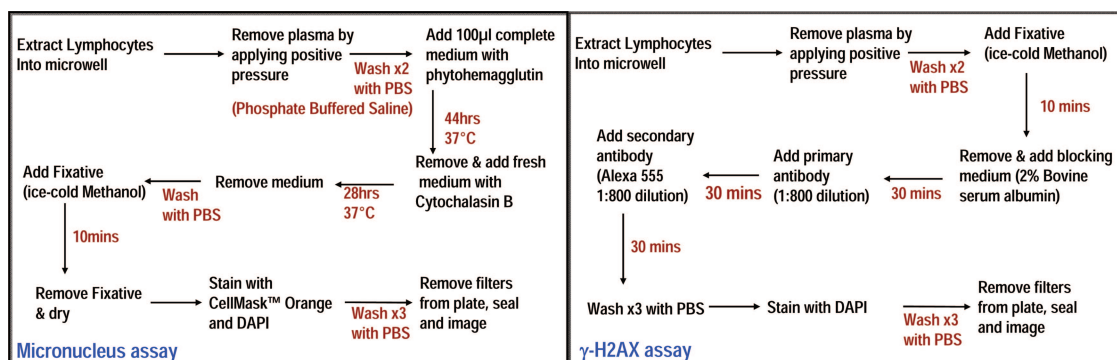 Extract Lymphocytes
Into microwell
Remove plasma by
applying positive
pressure
Wash x2
with PBS
(Phosphate Buffered Saline)
Add 100µl complete
medium with
phytohemagglutin
44hrs
37°C
Remove & add fresh
medium with
Cytochalasin B
28hrs
37°C
Remove medium
Wash
with PBS
Add Fixative
(ice-cold Methanol)
10mins
Remove Fixative
& dry
Stain with
CellMask™ Orange
and DAPI
Wash x3
with PBS
Remove filters
from plate, seal
and image
Micronucleus assay
Extract Lymphocytes
Into microwell
Remove plasma by
applying positive
pressure
Wash x2
with PBS
Add Fixative
(ice-cold Methanol)
10 mins
Remove & add blocking
medium (2% Bovine
serum albumin)
30 mins
Add primary
antibody
(1:800 dilution)
30 mins
Add secondary
antibody
(Alexa 555
1:800 dilution)
30 mins
Wash x3 with PBS
Stain with DAPI
Wash x3
with PBS
Remove filters
from plate, seal
and image
γ-H2AX assay